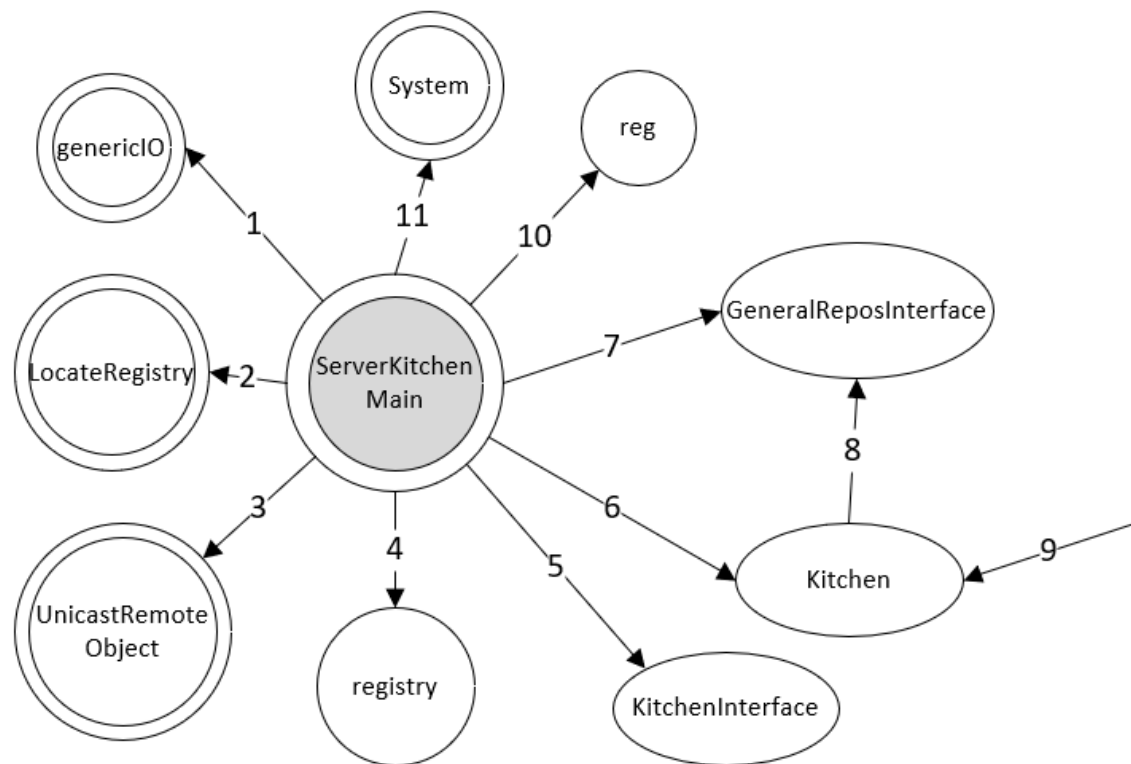 System
reg
genericIO
1
11
10
GeneralReposInterface
7
ServerKitchen
Main
LocateRegistry
2
8
3
6
9
4
5
Kitchen
UnicastRemote
Object
registry
KitchenInterface